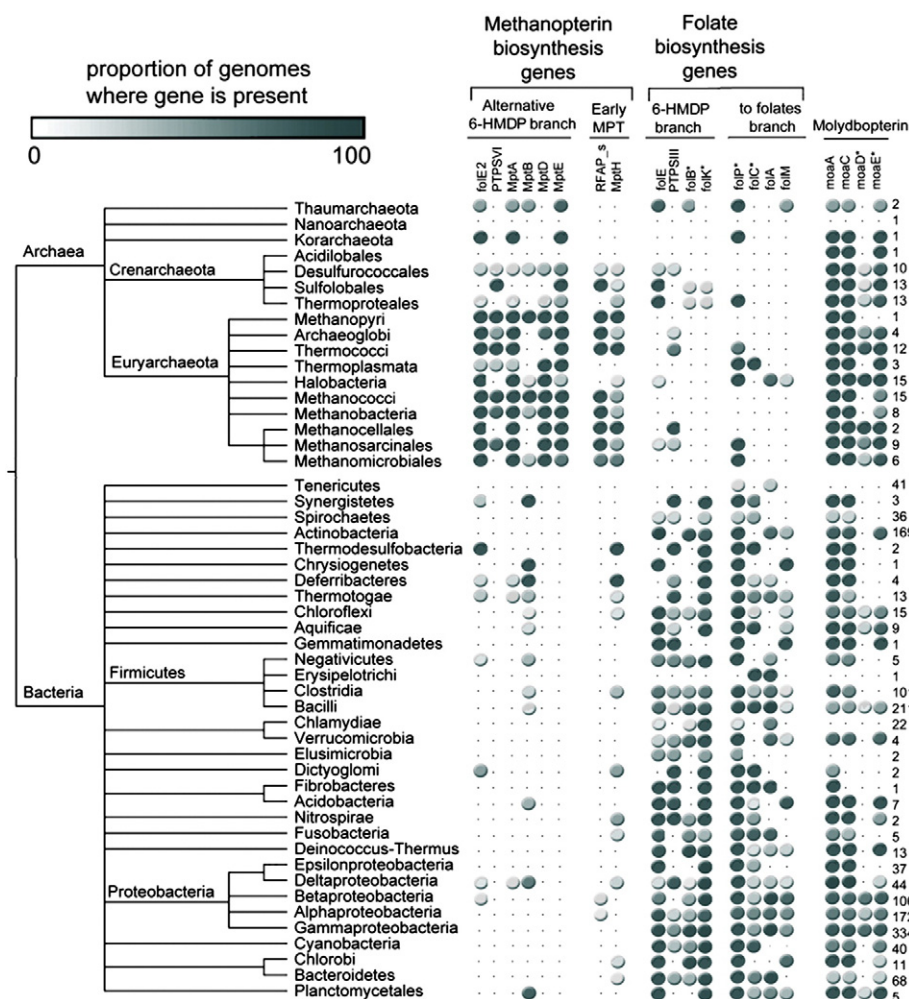 Methanopterin
biosynthesis
genes
Folate
biosynthesis
genes
proportion of genomes
where gene is present
0 100
Alternative
6-HMDP branch
Early
MPT
6-HMDP
branch
to folates
branch
Molydbopterin
folE2
PTPSVI
MptA
MptB
MptD
MptE
RFAP_s
MptH
folE
PTPSIII
folB*
folK*
folP*
folC*
folA
folM
moaA
moaC
moaD*
moaE*
Archaea
Crenarchaeota
Euryarchaeota
Bacteria
Firmicutes
Proteobacteria
Thaumarchaeota 2
Nanoarchaeota 1
Korarchaeota 1
Acidilobales 1
Desulfurococcales 10
Sulfolobales 13
Thermoproteales 13
Methanopyri 1
Archaeoglobi 4
Thermococci 12
Thermoplasmata 3
Halobacteria 15
Methanococci 15
Methanobacteria 8
Methanocellales 2
Methanosarcinales 9
Methanomicrobiales 6
Tenericutes 41
Synergistetes 3
Spirochaetes 36
Actinobacteria
Thermodesulfobacteria 2
Chrysiogenetes 1
Deferribacteres 4
Thermotogae 13
Chloroflexi 15
Aquificae 9
Gemmatimonadetes 1
Negativicutes 5
Erysipelotrichi 1
Clostridia
Bacilli
Chlamydiae 22
Verrucomicrobia 4
Elusimicrobia 2
Dictyoglomi 2
Fibrobacteres 1
Acidobacteria 7
Nitrospirae 2
Fusobacteria 5
Deinococcus-Thermus 13
Epsilonproteobacteria 37
Deltaproteobacteria 44
Betaproteobacteria
Alphaproteobacteria
Gammaproteobacteria
Cyanobacteria 40
Chlorobi 11
Bacteroidetes 68
Planctomycetales